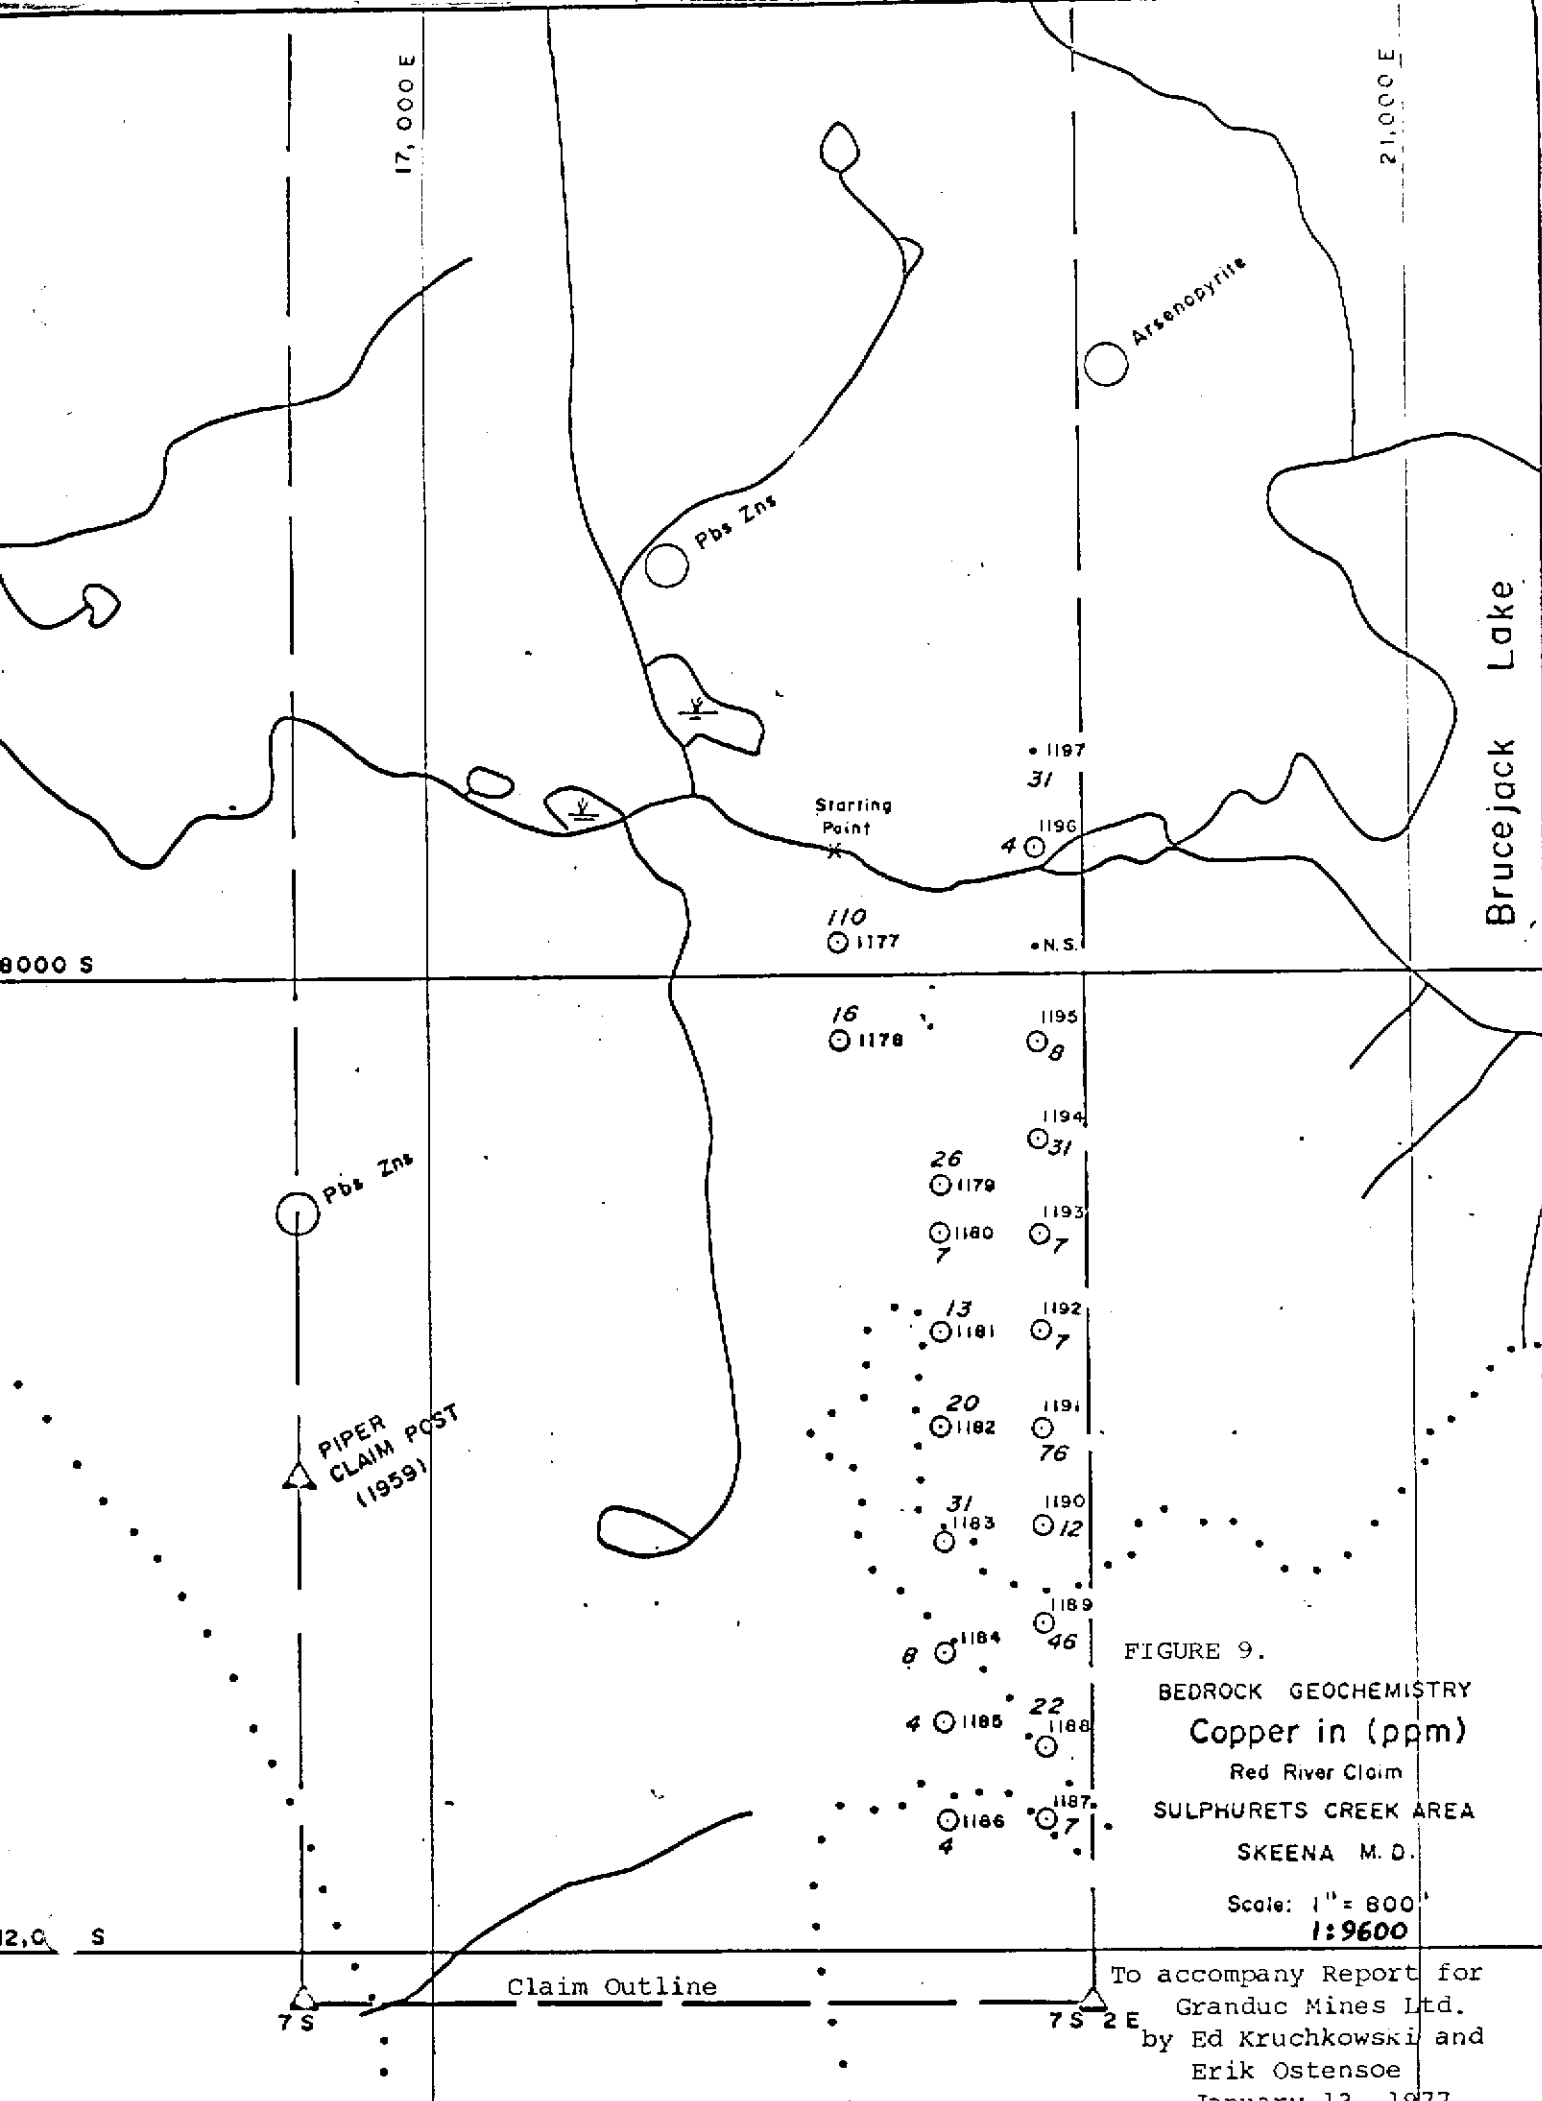 17,000 E
21,000 E
Arsenopyrite
Pbs Zns
Brucejack Lake
1197
31
Starting
Point
1196
4
110
1177
N.S.
8000 S
16
1178
1195
8
1194
31
26
1179
Pbs Zns
1193
7
1180
7
13
1181
1192
7
20
1182
1191
76
PIPER
CLAIM POST
(1959)
31
1183
1190
12
1189
46
1184
8
FIGURE 9.
BEDROCK GEOCHEMISTRY
Copper in (ppm)
Red River Claim
SULPHURETS CREEK AREA
SKEENA M.D.
Scale: 1" = 800'
1:9600
4
1185
22
1188
1187
7
1186
4
S
Claim Outline
7 S
7 S 2 E
To accompany Report for
Granduc Mines Ltd.
by Ed Kruchkowski and
Erik Ostensoe
January 1977